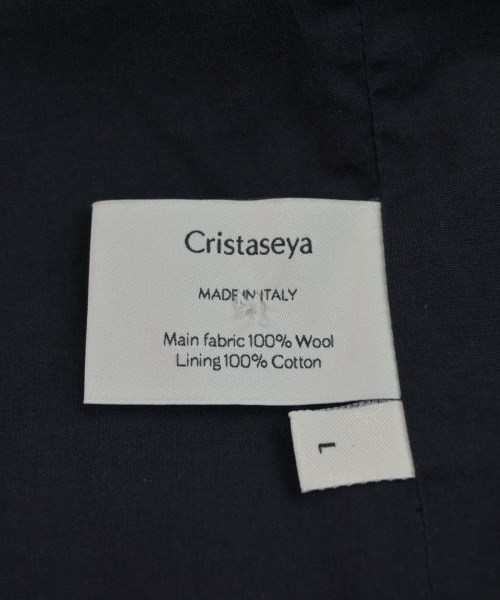 Cristaseya
MADE IN ITALY
Main fabric 100% Wool
Lining 100% Cotton
L